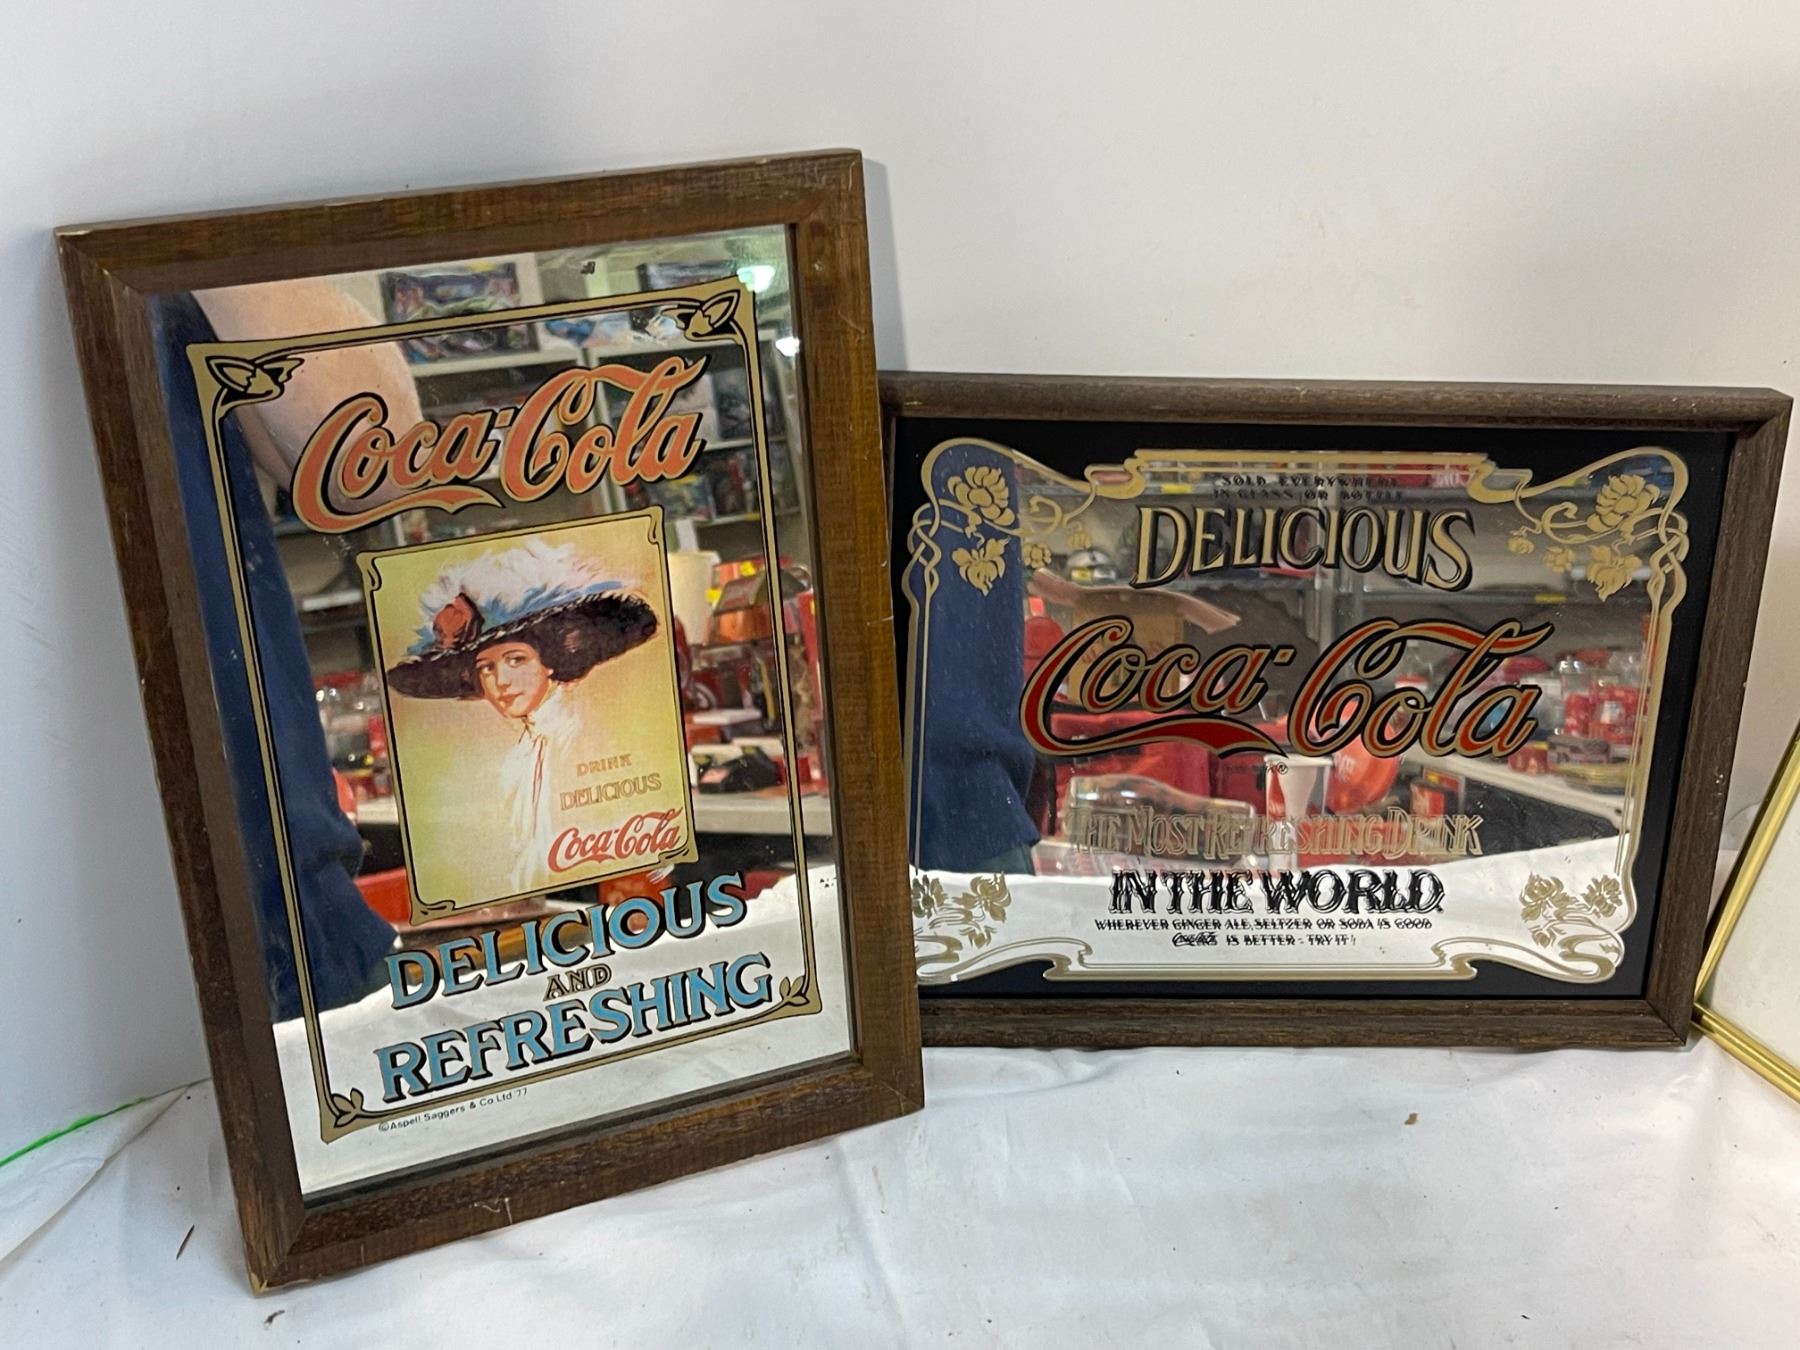 Coca-Cola
DRINK
DELICIOUS
Coca-Cola
DELICIOUS
AND
REFRESHING
©Aspell Saggers & Co Ltd '77
SOLD EVERYWHERE
IN GLASS OR BOTTLE
DELICIOUS
Coca-Cola
THE MOST REFRESHING DRINK
IN THE WORLD.
WHEREVER GINGER ALE, SELTZER OR SODA IS GOOD
Coca-Cola IS BETTER - TRY IT!